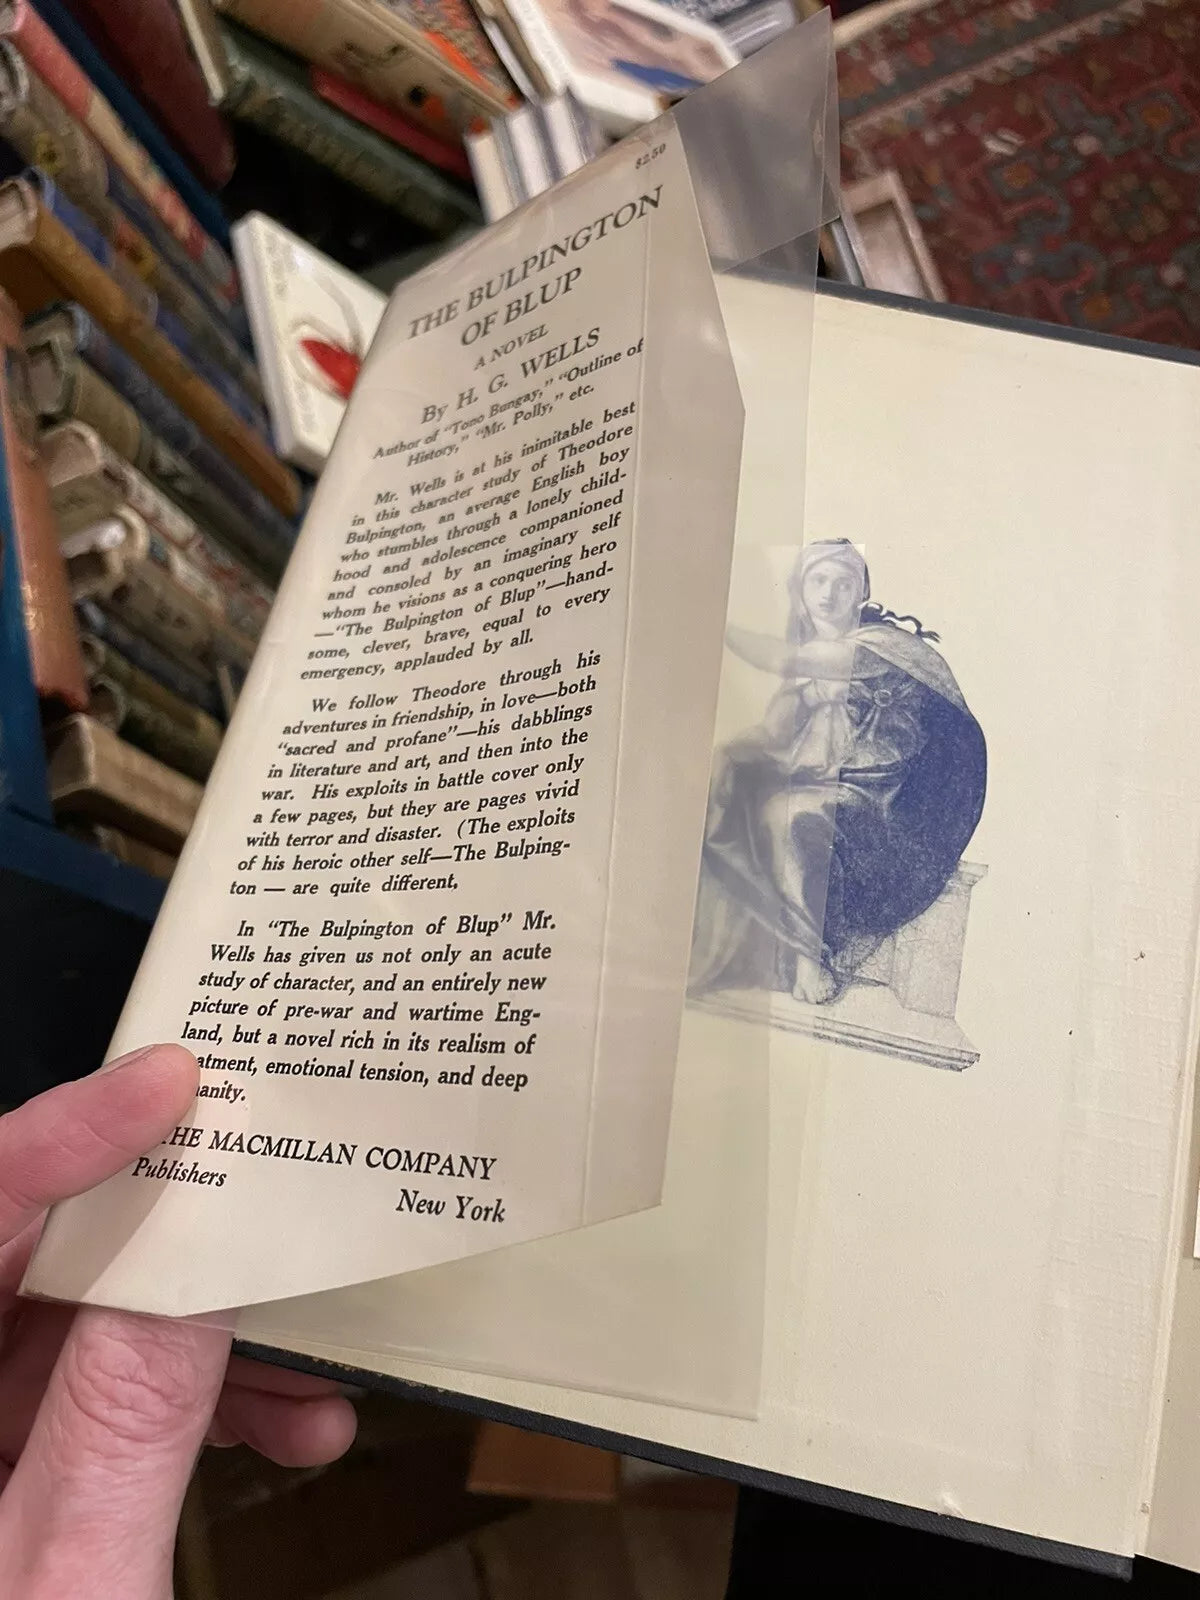 $2.50
THE BULPINGTON
OF BLUP
A NOVEL
By H. G. WELLS
Author of "Tono Bungay," "Outline of
History," "Mr. Polly," etc.
Mr. Wells is at his inimitable best
in this character study of Theodore
Bulpington, an average English boy
who stumbles through a lonely child-
hood and adolescence companioned
and consoled by an imaginary self
whom he visions as a conquering hero
—"The Bulpington of Blup"—hand-
some, clever, brave, equal to every
emergency, applauded by all.
We follow Theodore through his
adventures in friendship, in love—both
"sacred and profane"—his dabblings
in literature and art, and then into the
war. His exploits in battle cover only
a few pages, but they are pages vivid
with terror and disaster. (The exploits
of his heroic other self—The Bulping-
ton — are quite different.
In "The Bulpington of Blup" Mr.
Wells has given us not only an acute
study of character, and an entirely new
picture of pre-war and wartime Eng-
land, but a novel rich in its realism of
atment, emotional tension, and deep
anity.
THE MACMILLAN COMPANY
Publishers
New York